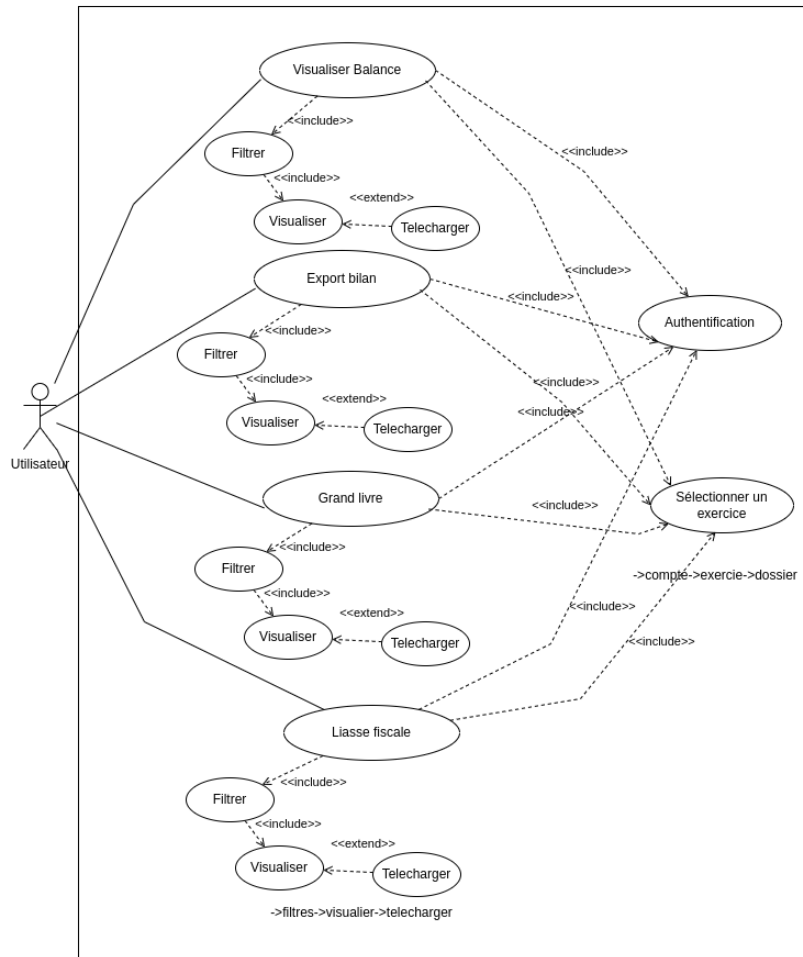 Visualiser Balance
<<include>>
<<include>>
Filtrer
<<include>>
<<extend>>
Visualiser
Telecharger
<<include>>
Export bilan
<<include>>
Authentification
<<include>>
Filtrer
<<include>>
<<include>>
<<extend>>
<<include>>
Visualiser
Telecharger
Utilisateur
Grand livre
Sélectionner un
exercice
<<include>>
<<include>>
Filtrer
->compte->exercie->dossier
<<include>>
<<extend>>
<<include>>
Visualiser
Telecharger
<<include>>
Liasse fiscale
<<include>>
Filtrer
<<include>>
<<extend>>
Visualiser
Telecharger
->filtres->visualier->telecharger